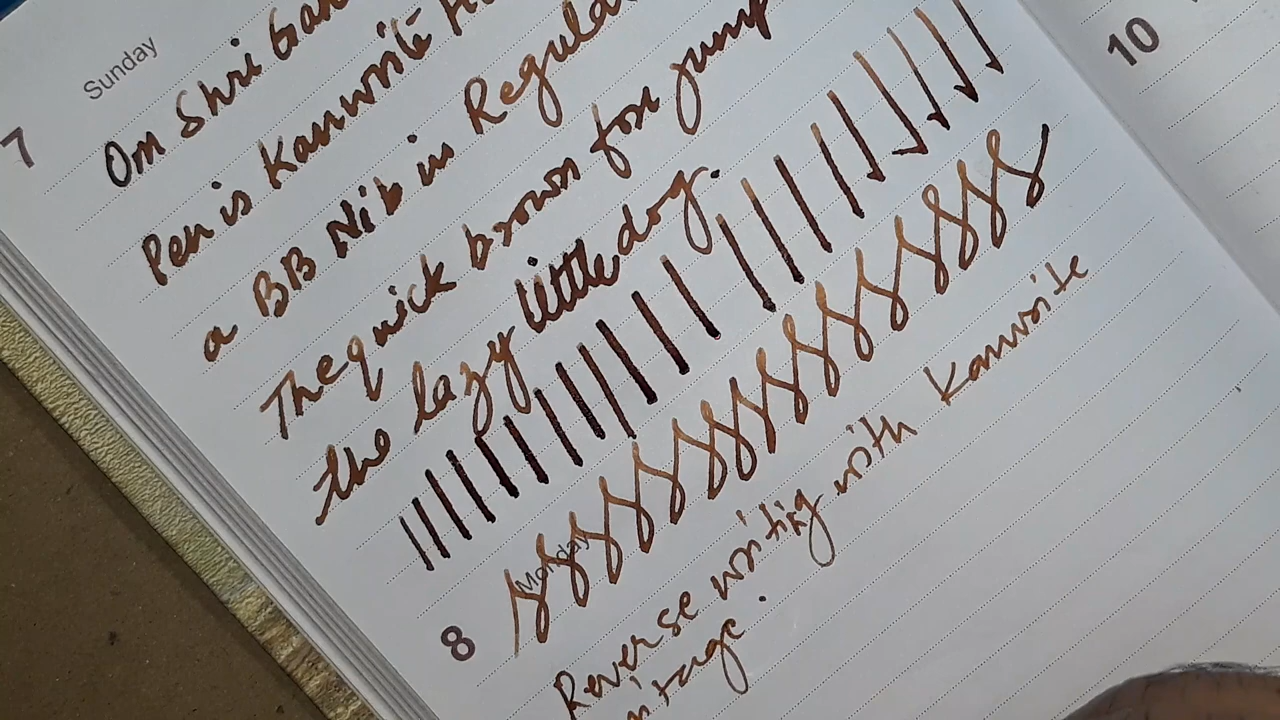 Sunday
7
10
Om Shri
Pen is Kanwrite
a BB Nib in
The quick brown fox jump
the lazy little dog.
Monday
8
Reverse writing with Kanwrite